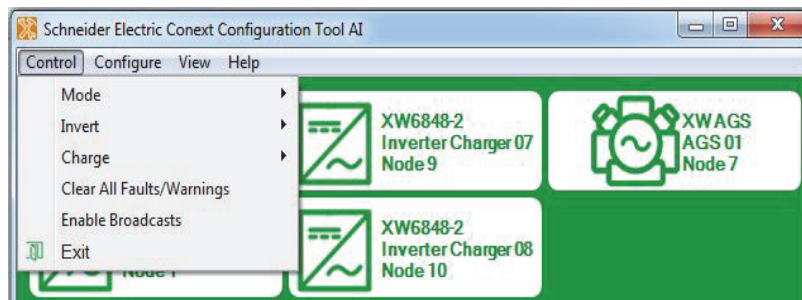 Schneider Electric Conext Configuration Tool AI
Control Configure View Help
Mode
Invert
Charge
Clear All Faults/Warnings
Enable Broadcasts
Exit
XW6848-2
Inverter Charger 07
Node 9
XW AGS
AGS 01
Node 7
XW6848-2
Inverter Charger 08
Node 10